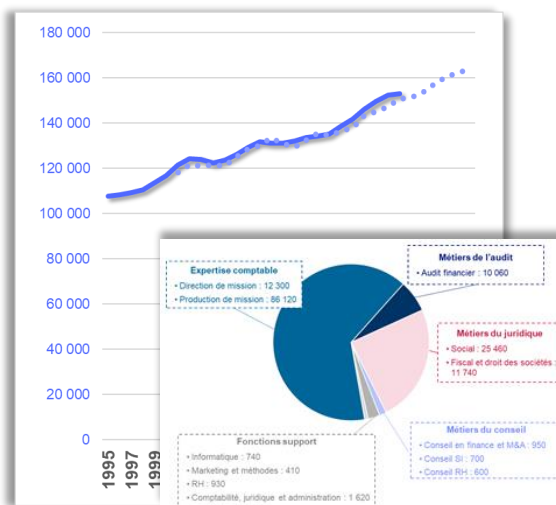 180 000
160 000
140 000
120 000
100 000
80 000
60 000
40 000
20 000
0
1995
1997
1999
Expertise comptable
• Direction de mission : 12 300
• Production de mission : 86 120
Métiers de l'audit
• Audit financier : 10 060
Métiers du juridique
• Social : 25 460
• Fiscal et droit des sociétés :
11 740
Métiers du conseil
• Conseil en finance et M&A : 950
• Conseil SI : 700
• Conseil RH : 600
Fonctions support
• Informatique : 740
• Marketing et méthodes : 410
• RH : 930
• Comptabilité, juridique et administration : 1 620